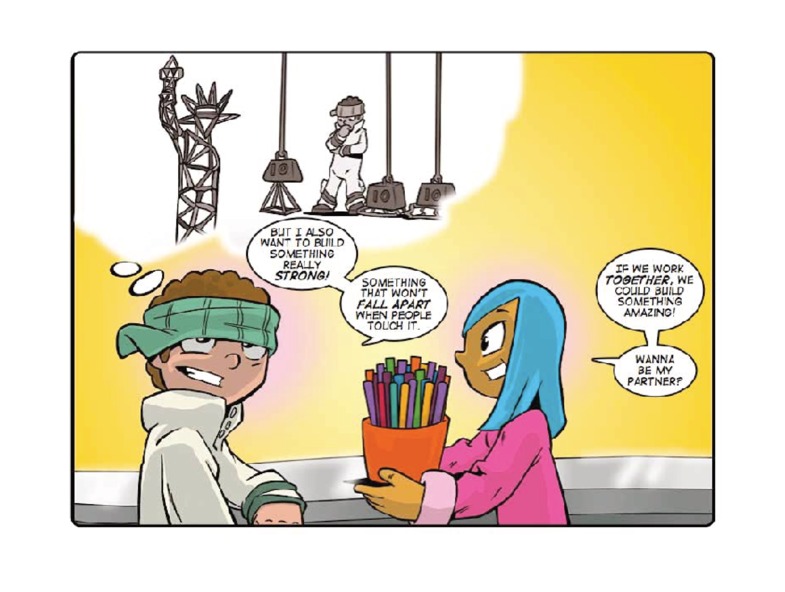 BUT I ALSO
WANT TO BUILD
SOMETHING
REALLY
STRONG!
SOMETHING
THAT WON'T
FALL APART
WHEN PEOPLE
TOUCH IT.
IF WE WORK
TOGETHER, WE
COULD BUILD
SOMETHING
AMAZING!
WANNA
BE MY
PARTNER?
10
10
10